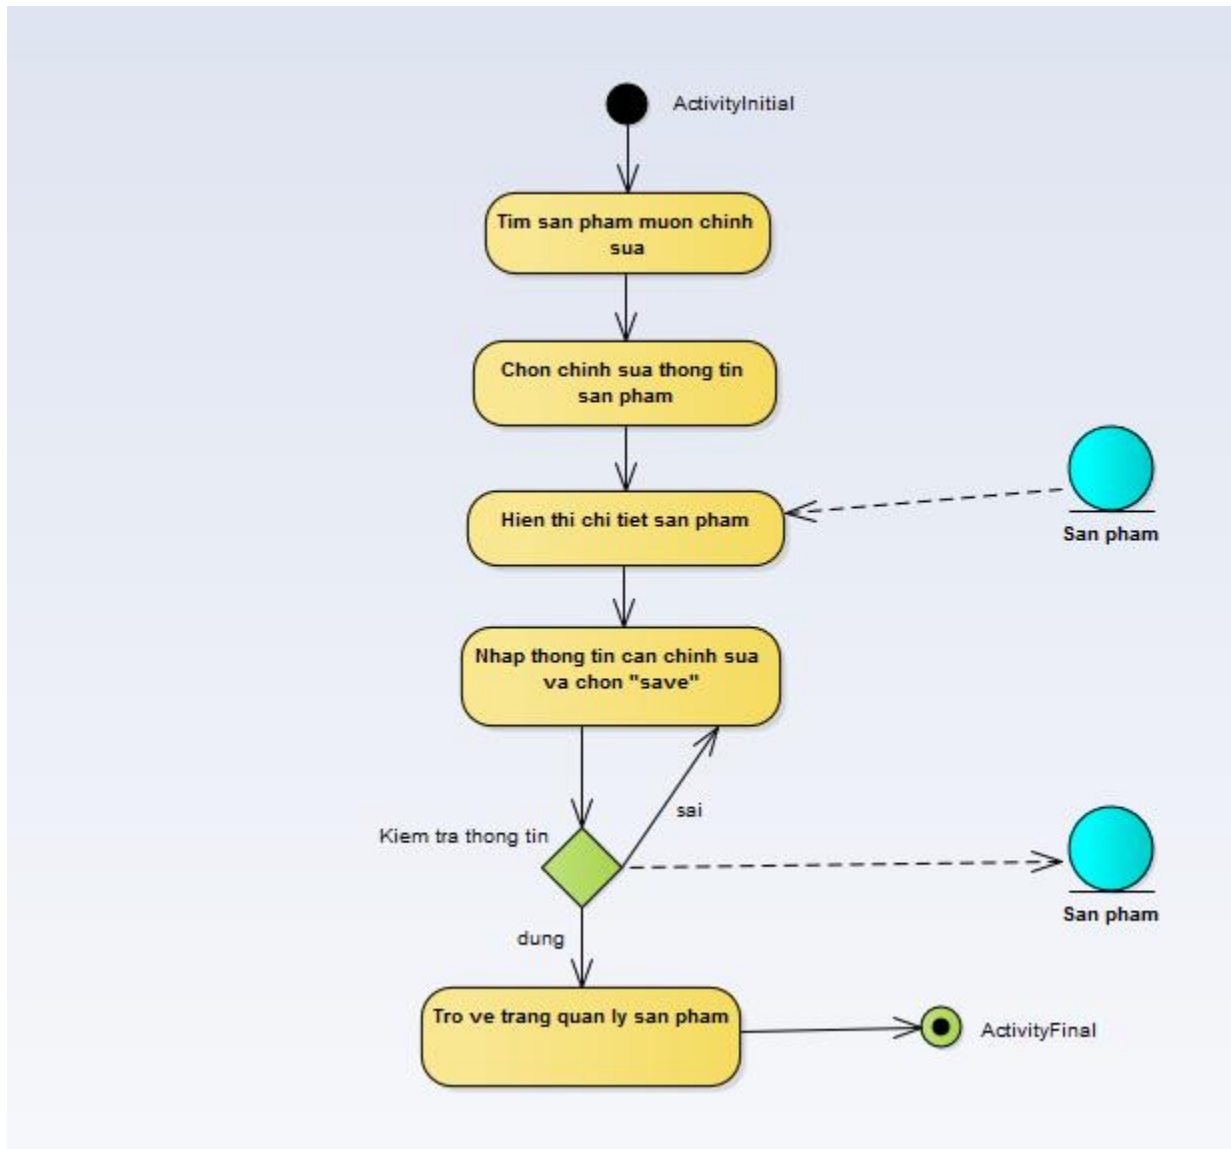 ActivityInitial
Tim san pham muon chinh
sua
Chon chinh sua thong tin
san pham
Hien thi chi tiet san pham
San pham
Nhap thong tin can chinh sua
va chon "save"
sai
Kiem tra thong tin
San pham
dung
Tro ve trang quan ly san pham
ActivityFinal